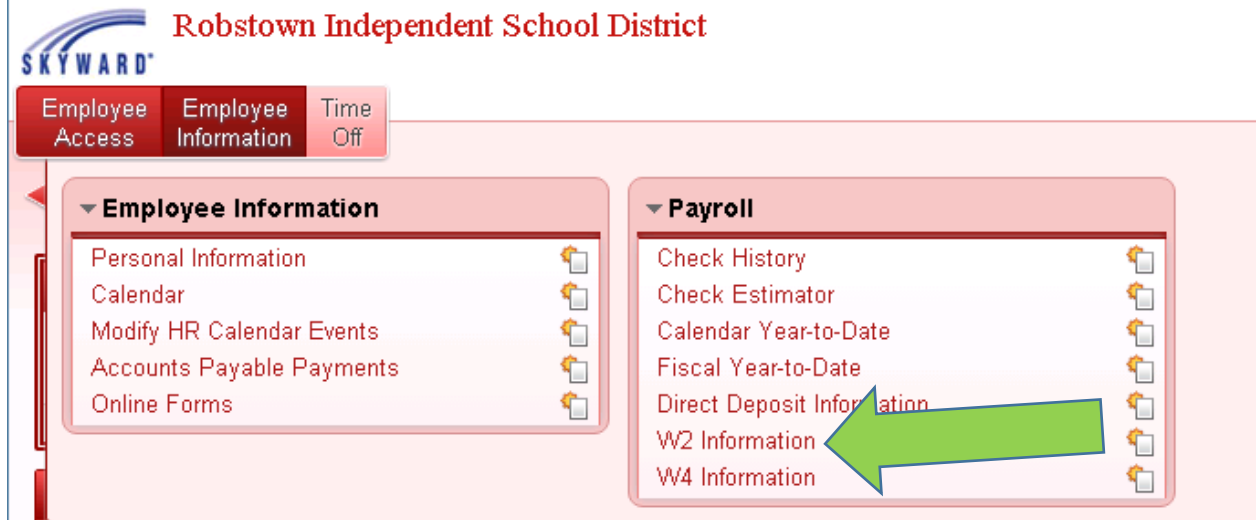 Robstown Independent School District
SKYWARD
Employee Access
Employee Information
Time Off
Employee Information
Personal Information
Calendar
Modify HR Calendar Events
Accounts Payable Payments
Online Forms
Payroll
Check History
Check Estimator
Calendar Year-to-Date
Fiscal Year-to-Date
Direct Deposit Information
W2 Information
W4 Information